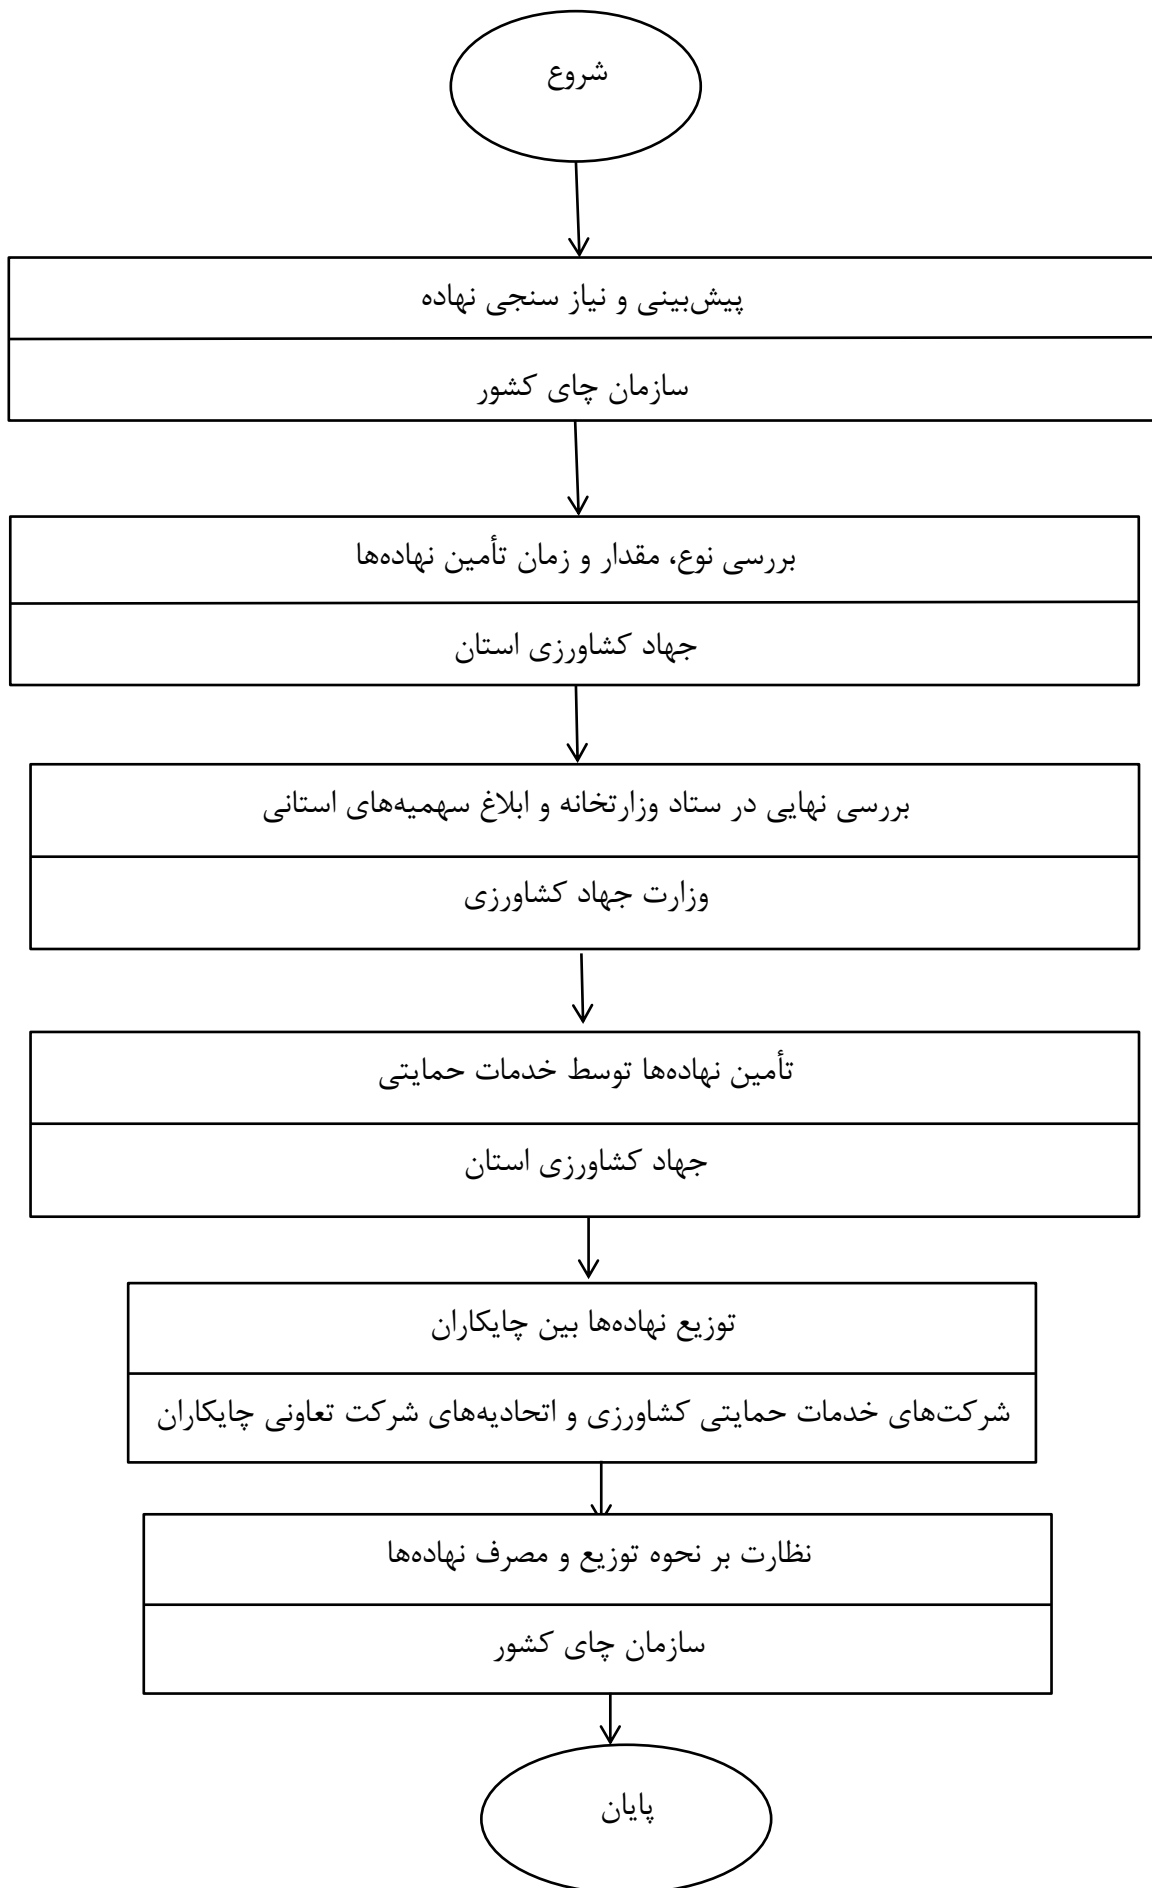 شروع
پیش‌بینی و نیاز سنجی نهاده
سازمان چای کشور
بررسی نوع، مقدار و زمان تأمین نهاده‌ها
جهاد کشاورزی استان
بررسی نهایی در ستاد وزارتخانه و ابلاغ سهمیه‌های استانی
وزارت جهاد کشاورزی
تأمین نهاده‌ها توسط خدمات حمایتی
جهاد کشاورزی استان
توزیع نهاده‌ها بین چایکاران
شرکت‌های خدمات حمایتی کشاورزی و اتحادیه‌های شرکت تعاونی چایکاران
نظارت بر نحوه توزیع و مصرف نهاده‌ها
سازمان چای کشور
پایان